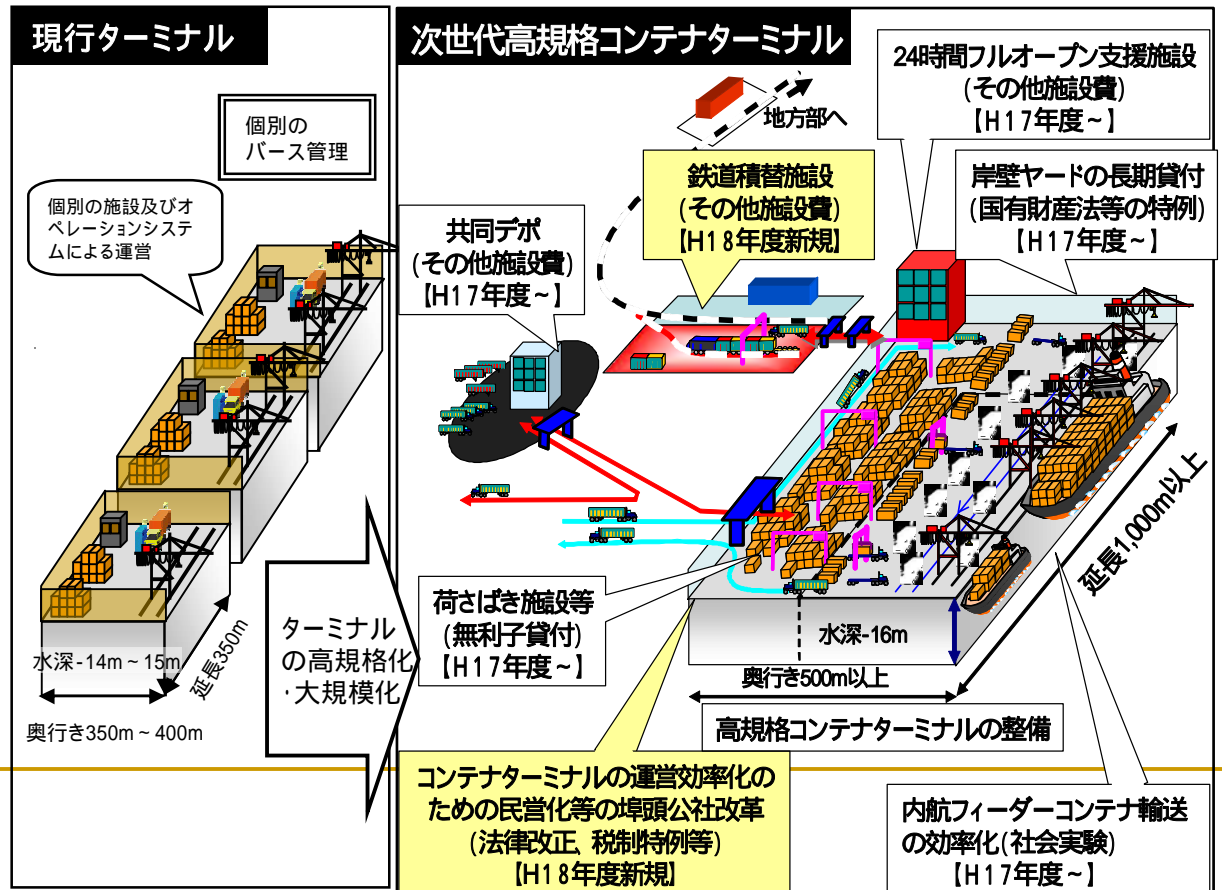 現行ターミナル
個別の
バース管理
個別の施設及びオ
ペレーションシステ
ムによる運営
水深-14m～15m
延長350m
奥行き350m～400m
ターミナル
の高規格化
・大規模化
次世代高規格コンテナターミナル
地方部へ
24時間フルオープン支援施設
(その他施設費)
【H17年度～】
鉄道積替施設
(その他施設費)
【H18年度新規】
岸壁ヤードの長期貸付
(国有財産法等の特例)
【H17年度～】
共同デポ
(その他施設費)
【H17年度～】
荷さばき施設等
(無利子貸付)
【H17年度～】
水深-16m
奥行き500m以上
延長1,000m以上
高規格コンテナターミナルの整備
コンテナターミナルの運営効率化の
ための民営化等の埠頭公社改革
(法律改正、税制特例等)
【H18年度新規】
内航フィーダーコンテナ輸送
の効率化(社会実験)
【H17年度～】